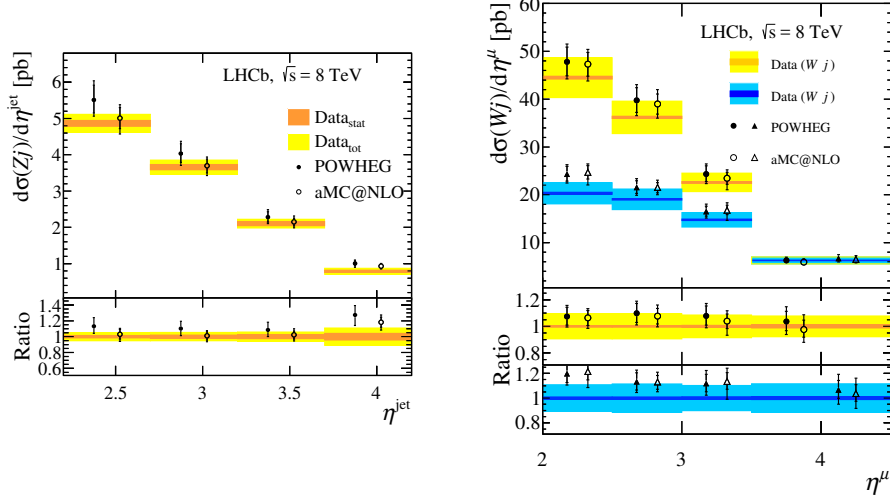 LHCb, √s = 8 TeV
dσ(Zj)/dη^jet [pb]
6
5
4
3
2
1
Data_stat
Data_tot
POWHEG
aMC@NLO
Ratio
1.4
1.2
1
0.8
0.6
2.5
3
3.5
4
η^jet
LHCb, √s = 8 TeV
dσ(Wj)/dη^μ [pb]
60
50
40
30
20
10
Data (W j)
Data (W j)
POWHEG
aMC@NLO
Ratio
1.2
1
0.8
1.2
1
0.8
2
3
4
η^μ